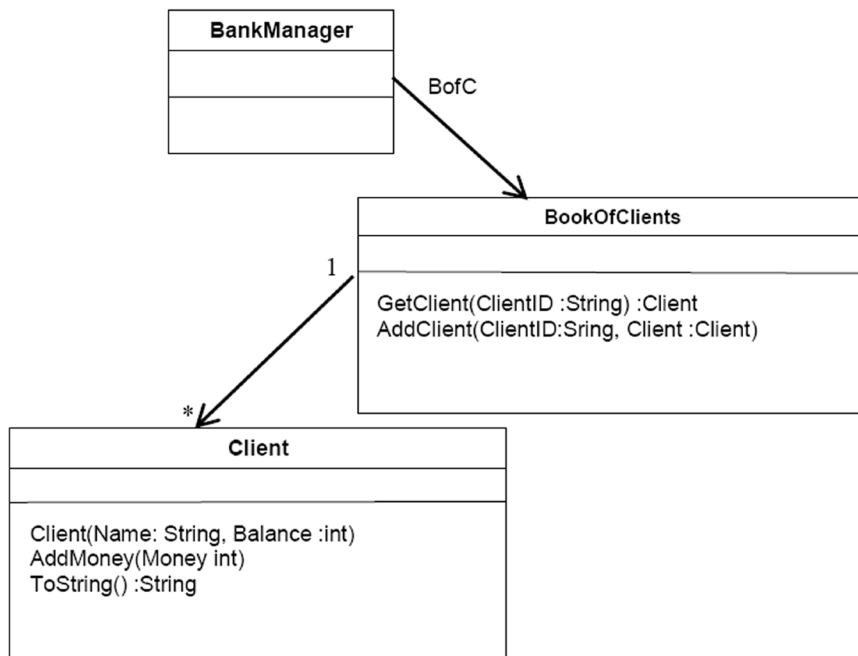 BankManager
BofC
BookOfClients
1
GetClient(ClientID :String) :Client
AddClient(ClientID:Sring, Client :Client)
*
Client
Client(Name: String, Balance :int)
AddMoney(Money int)
ToString() :String